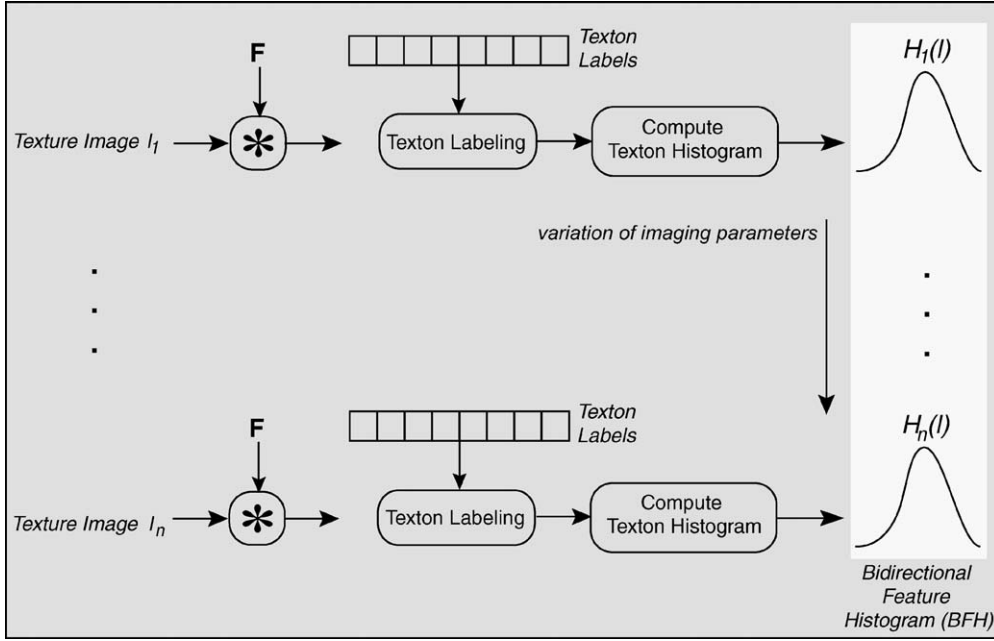 F
Texton
Labels
H1(l)
Texture Image I1
*
Texton Labeling
Compute
Texton Histogram
variation of imaging parameters
F
Texton
Labels
Hn(l)
Texture Image In
*
Texton Labeling
Compute
Texton Histogram
Bidirectional
Feature
Histogram (BFH)